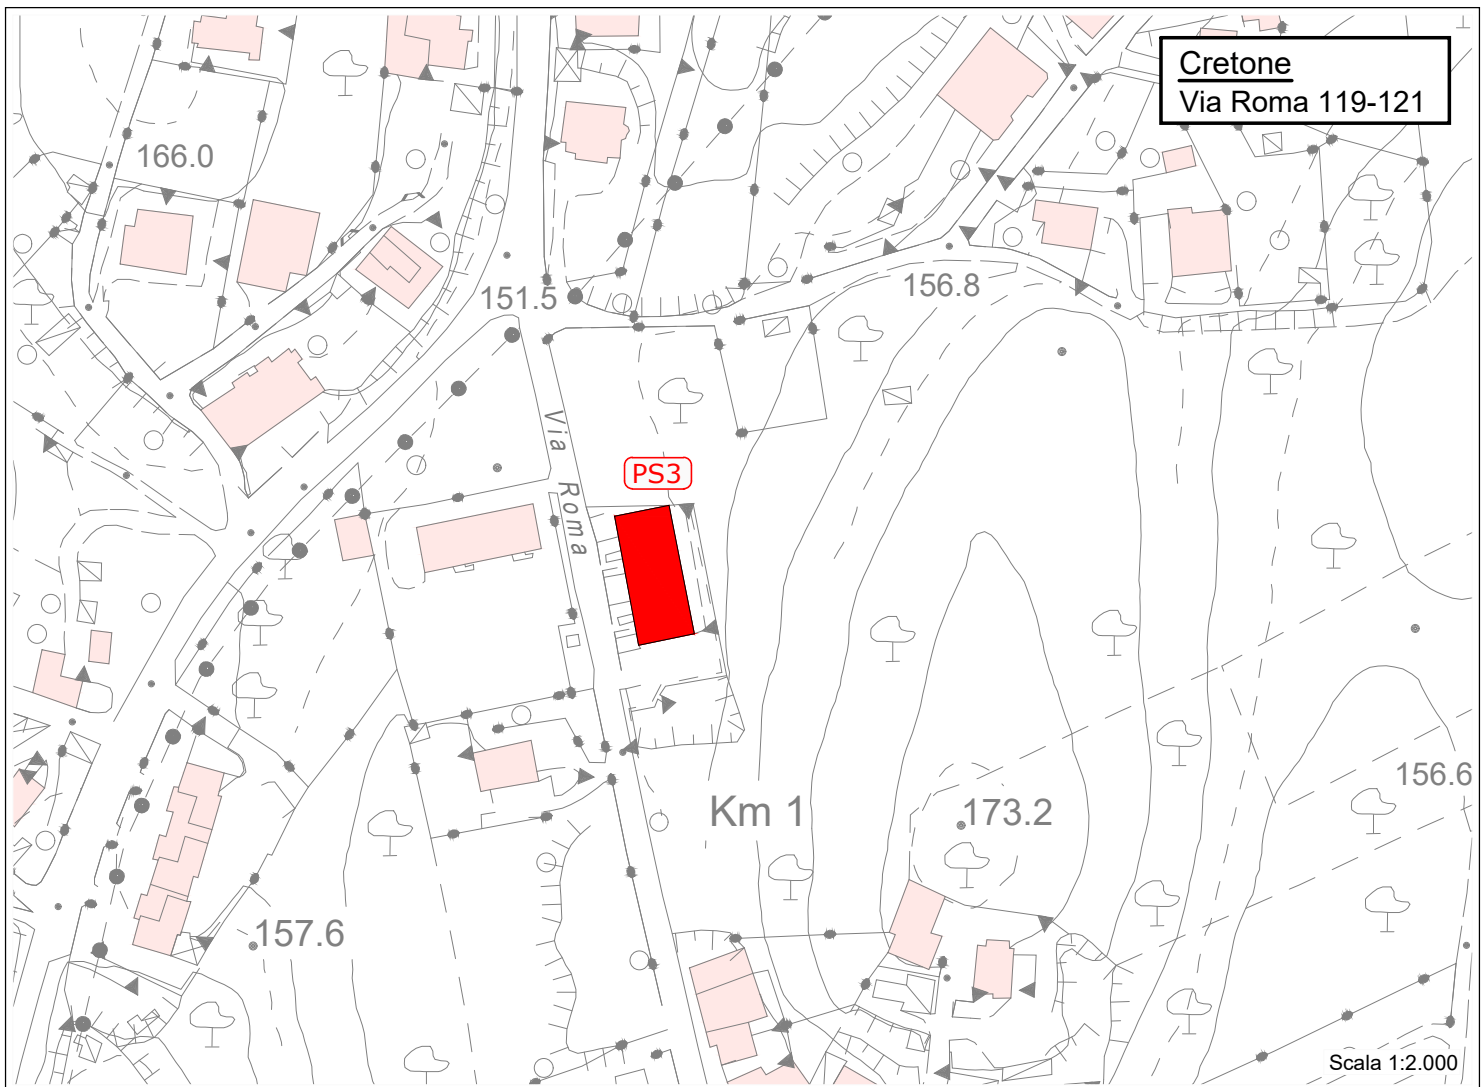 Cretone
Via Roma 119-121
166.0
151.5
156.8
Via Roma
PS3
Km 1
173.2
156.6
157.6
Scala 1:2.000